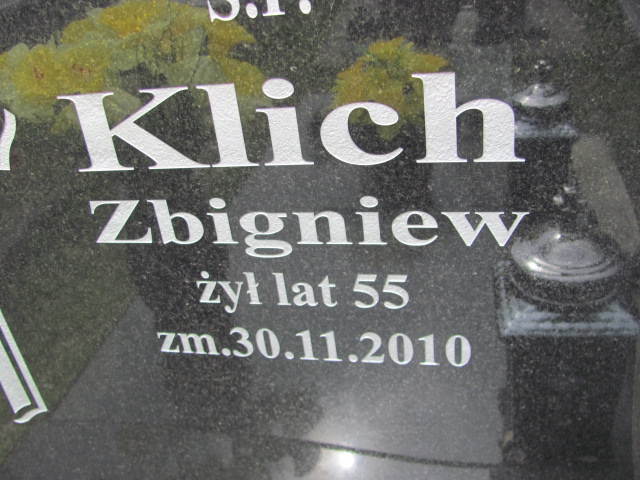 Ś.P.
Klich
Zbigniew
żył lat 55
zm.30.11.2010